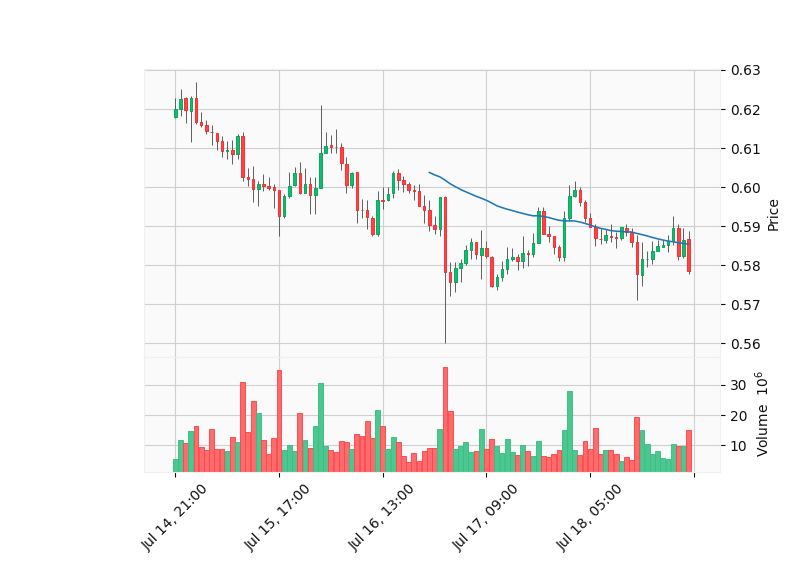 0.63
0.62
0.61
0.60
0.59
0.58
0.57
0.56
Price
30
20
10
Volume 10^6
Jul 14, 21:00
Jul 15, 17:00
Jul 16, 13:00
Jul 17, 09:00
Jul 18, 05:00